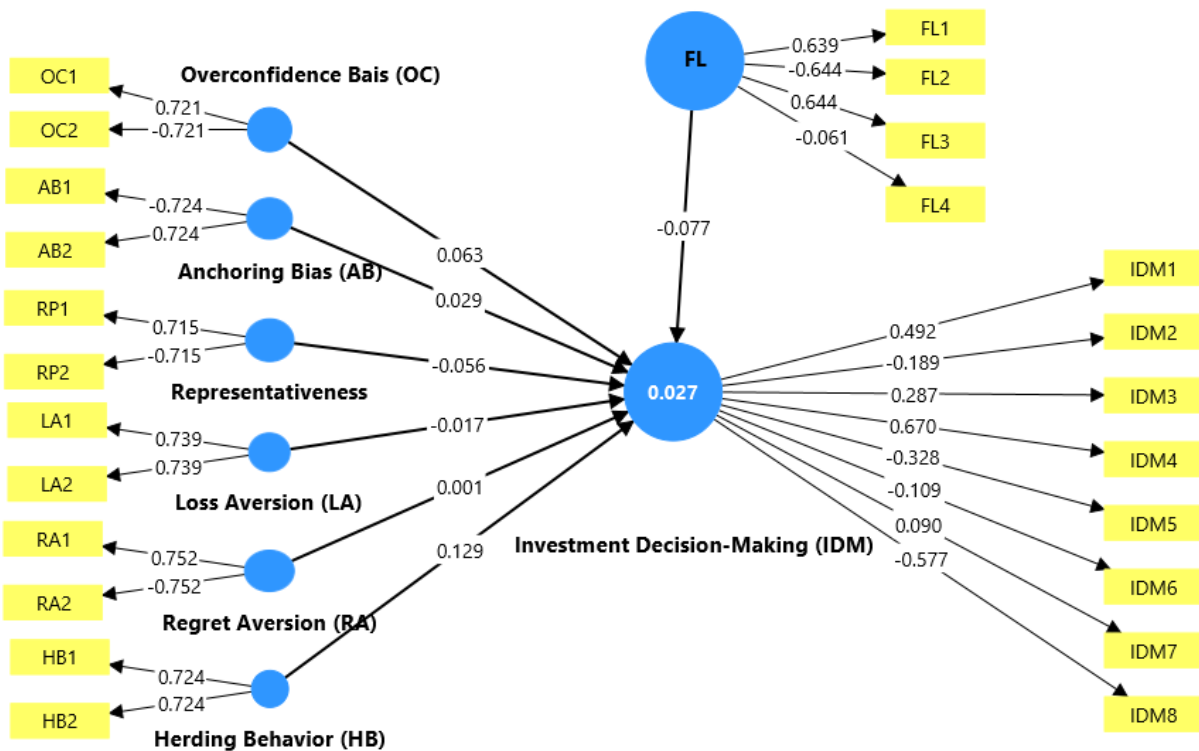 OC1
OC2
Overconfidence Bais (OC)
0.721
-0.721
AB1
AB2
-0.724
0.724
Anchoring Bias (AB)
RP1
RP2
0.715
-0.715
Representativeness
LA1
LA2
0.739
0.739
Loss Aversion (LA)
RA1
RA2
0.752
-0.752
Regret Aversion (RA)
HB1
HB2
0.724
0.724
Herding Behavior (HB)
0.063
0.029
-0.056
-0.017
0.001
0.129
FL
0.639
-0.644
0.644
-0.061
FL1
FL2
FL3
FL4
-0.077
0.027
Investment Decision-Making (IDM)
0.492
-0.189
0.287
0.670
-0.328
-0.109
0.090
-0.577
IDM1
IDM2
IDM3
IDM4
IDM5
IDM6
IDM7
IDM8